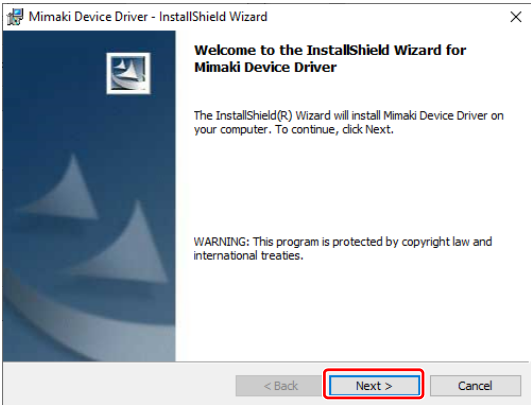 Mimaki Device Driver - InstallShield Wizard
Welcome to the InstallShield Wizard for
Mimaki Device Driver
The InstallShield(R) Wizard will install Mimaki Device Driver on
your computer. To continue, click Next.
WARNING: This program is protected by copyright law and
international treaties.
< Back Next > Cancel